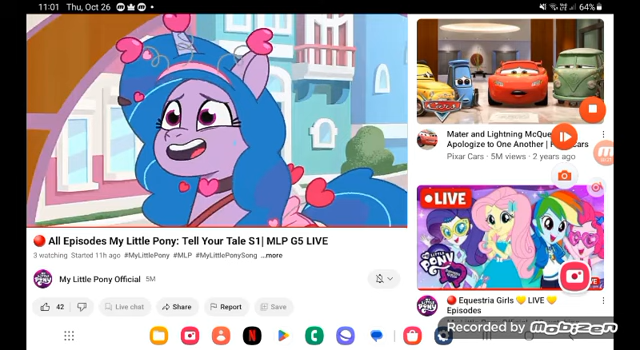 11:01 Thu, Oct 26
64%
Cars
Mater and Lightning McQue
Apologize to One Another | P Cars
Pixar Cars • 5M views • 2 years ago
🔴 All Episodes My Little Pony: Tell Your Tale S1| MLP G5 LIVE
3 watching Started 11h ago #MyLittlePony #MLP #MyLittlePonySong ...more
My Little Pony Official 5M
42
Live chat
Share
Report
Save
LIVE
🔴 Equestria Girls 💛 LIVE 💛
Episodes
Recorded by Mobizen